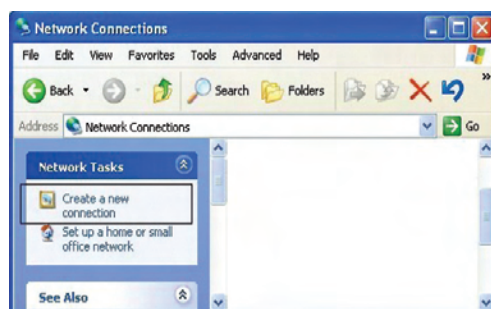 Network Connections
File Edit View Favorites Tools Advanced Help
Back Search Folders
Address Network Connections Go
Network Tasks
Create a new
connection
Set up a home or small
office network
See Also